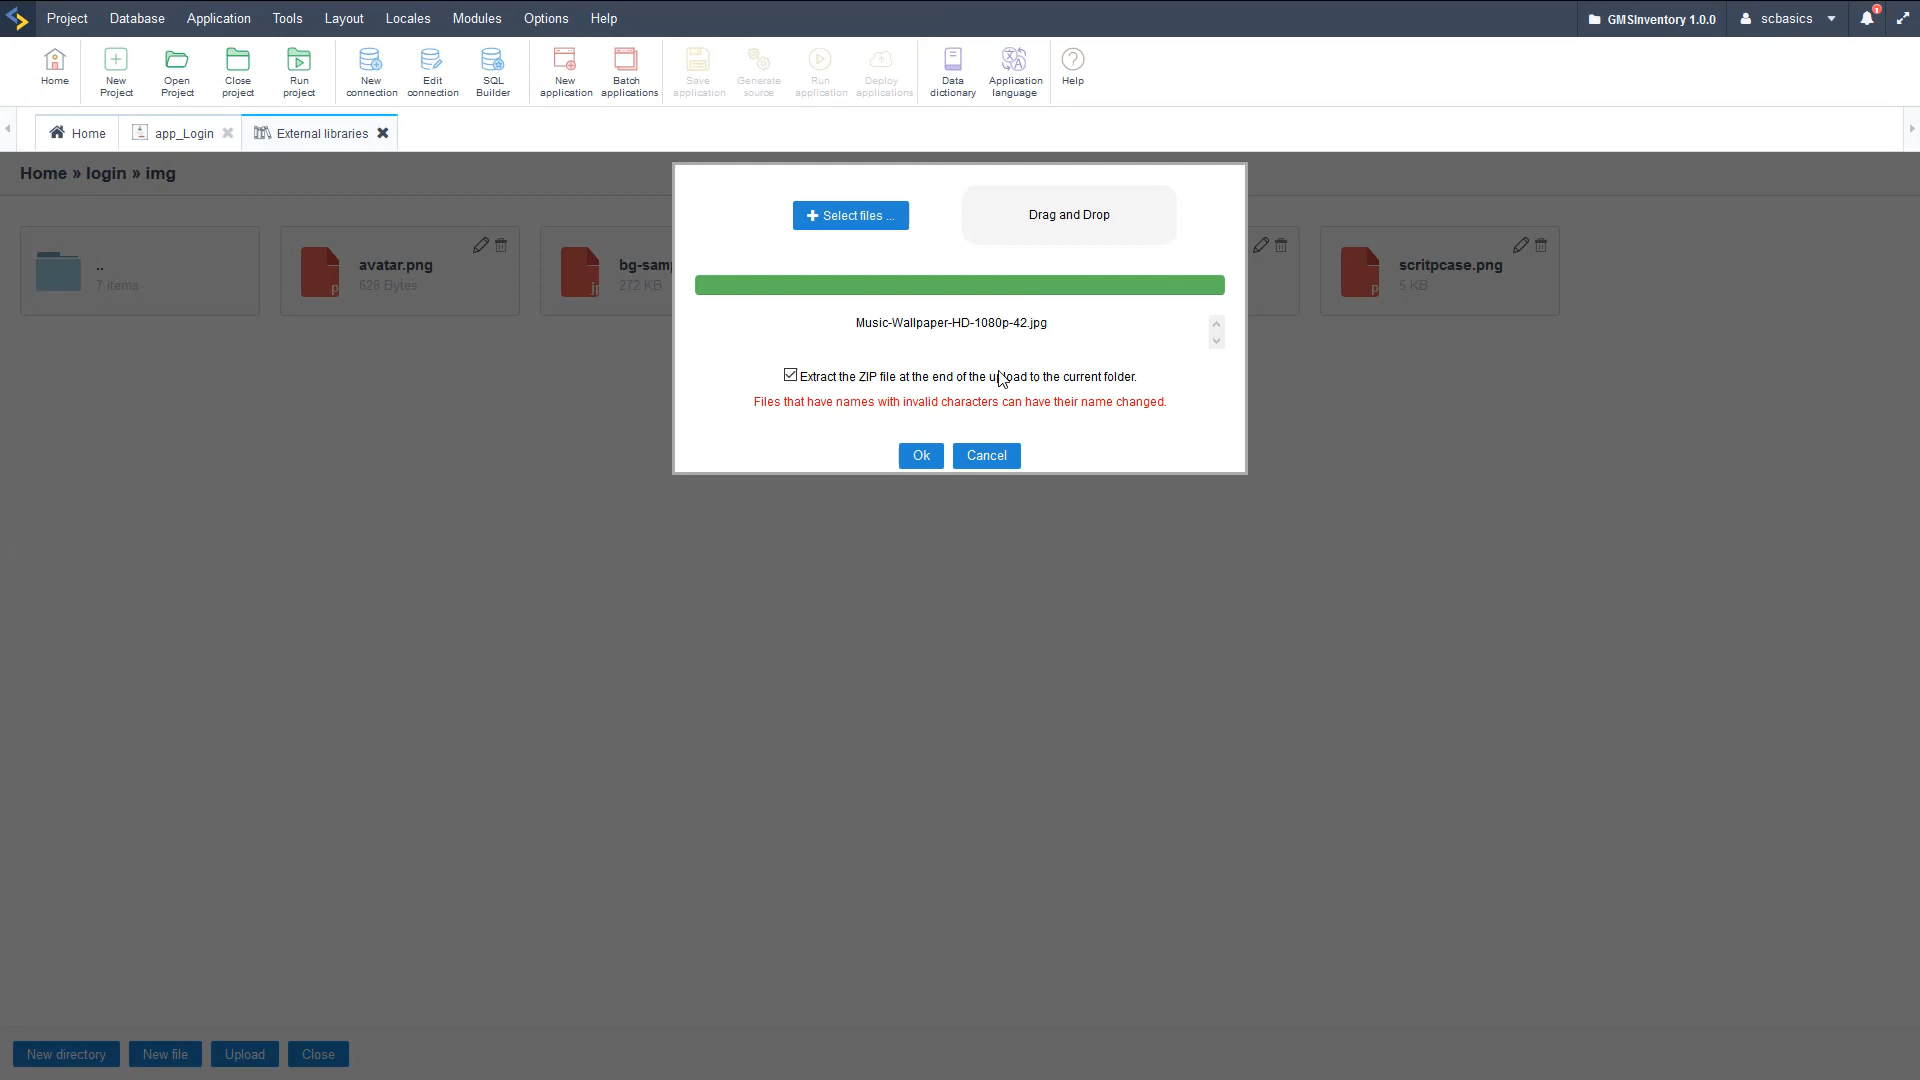 Project Database Application Tools Layout Locales Modules Options Help GMSInventory 1.0.0 scbasics 1
Home New Project Open Project Close project Run project New connection Edit connection SQL Builder New application Batch applications Save application Generate source Run application Deploy applications Data dictionary Application language Help
Home app_Login External libraries
Home » login » img
Select files ... Drag and Drop
.. avatar.png scritpcase.png
7 items 626 Bytes 272 KB 5 KB
Music-Wallpaper-HD-1080p-42.jpg
Extract the ZIP file at the end of the upload to the current folder.
Files that have names with invalid characters can have their name changed.
Ok Cancel
New directory New file Upload Close